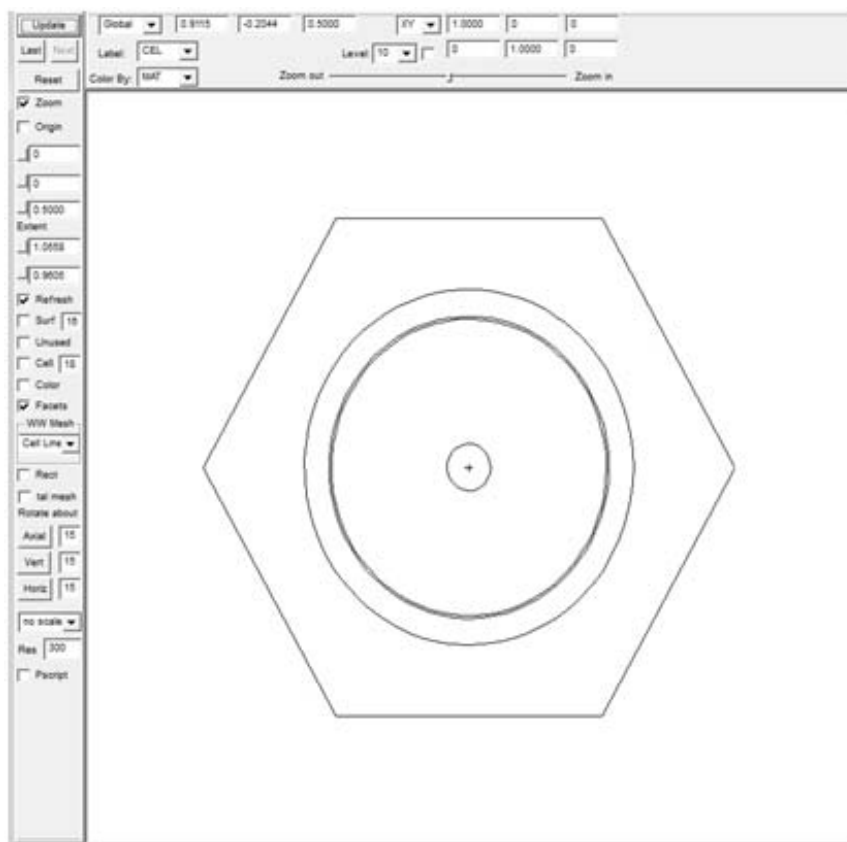 Update Global 0.9115 -0.2044 0.5000 XY 1.0000 0 0
Last Next Label: CEL Level: 10 0 1.0000 0
Reset Color By: MAT Zoom out Zoom in
Zoom
Origin
0
0
0.5000
Extent
1.0658
0.9606
Refresh
Surf
Unused
Cell
Color
Facets
WW Mesh
Cell Line
Rect
tal mesh
Rotate about
Axial 15
Vert 15
Horiz 15
no scale
Res 300
Pscript